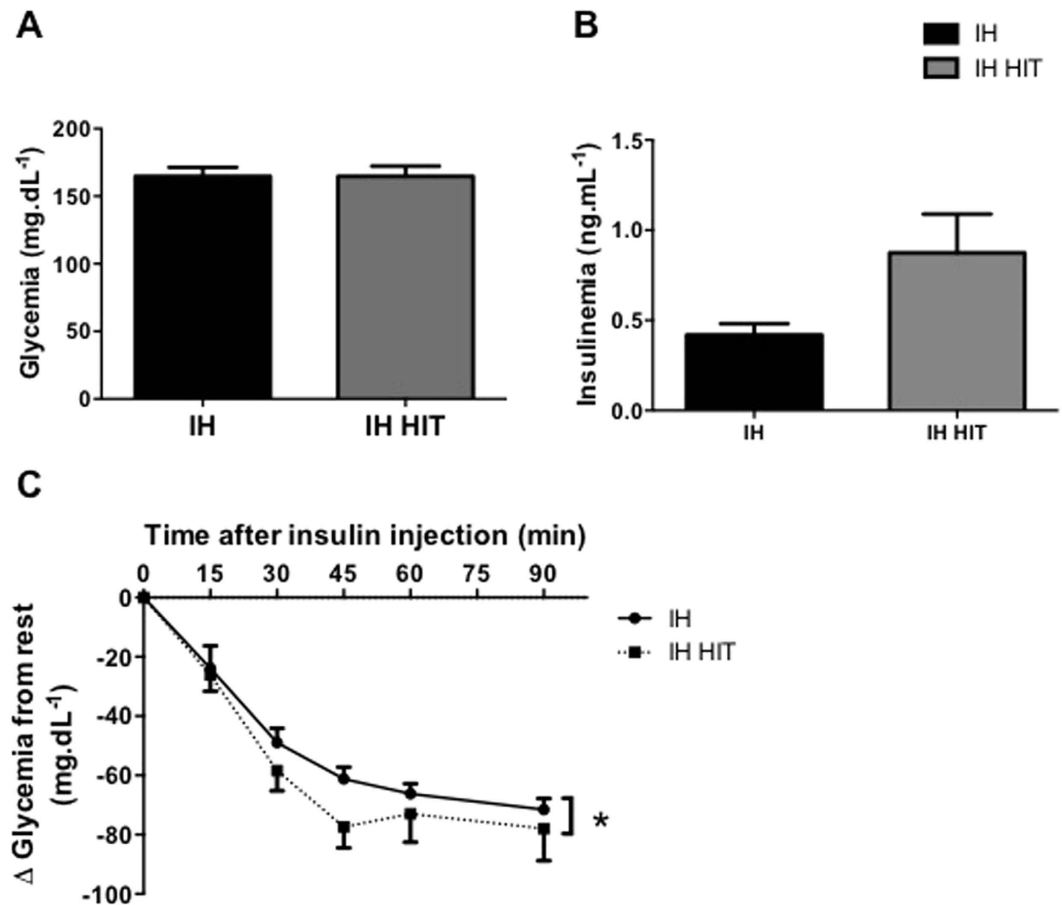 A
B
IH
IH HIT
Glycemia (mg.dL⁻¹)
200
150
100
50
0
IH
IH HIT
Insulinemia (ng.mL⁻¹)
1.5
1.0
0.5
0.0
IH
IH HIT
C
Time after insulin injection (min)
0 15 30 45 60 75 90
Δ Glycemia from rest
(mg.dL⁻¹)
0
-20
-40
-60
-80
-100
IH
IH HIT
*